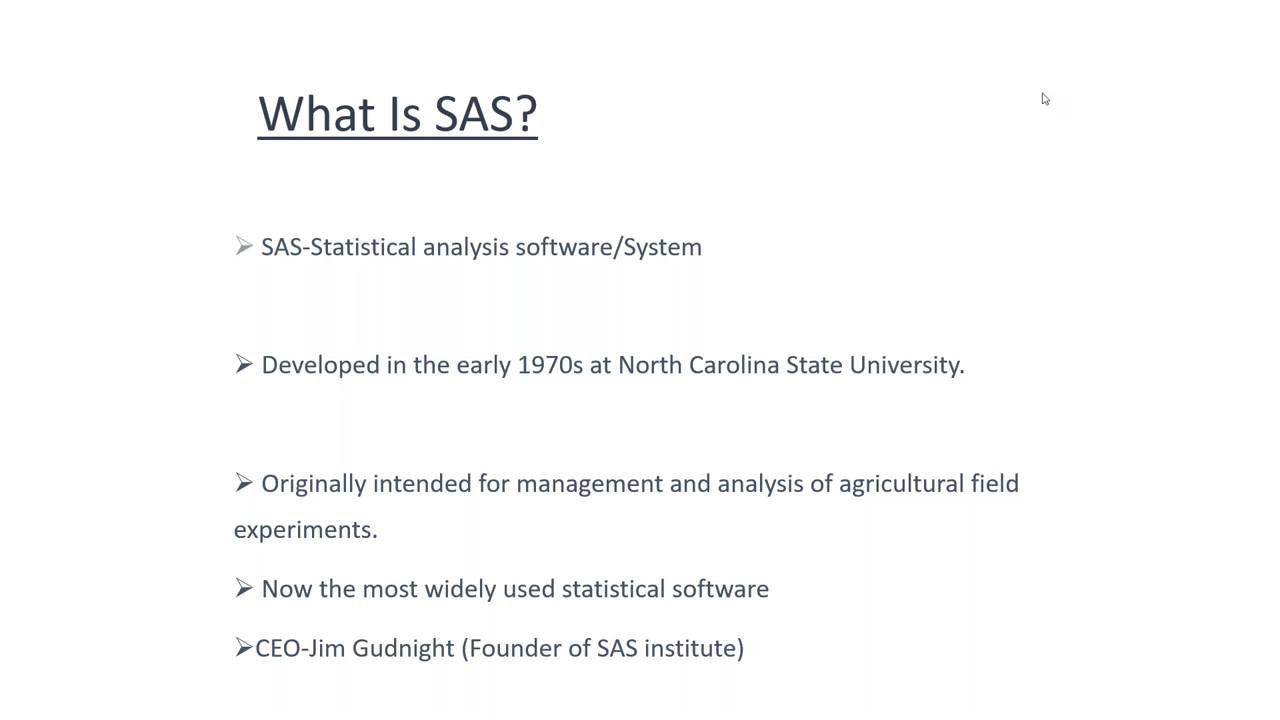 What Is SAS?
➢ SAS-Statistical analysis software/System
➢ Developed in the early 1970s at North Carolina State University.
➢ Originally intended for management and analysis of agricultural field
experiments.
➢ Now the most widely used statistical software
➢CEO-Jim Gudnight (Founder of SAS institute)